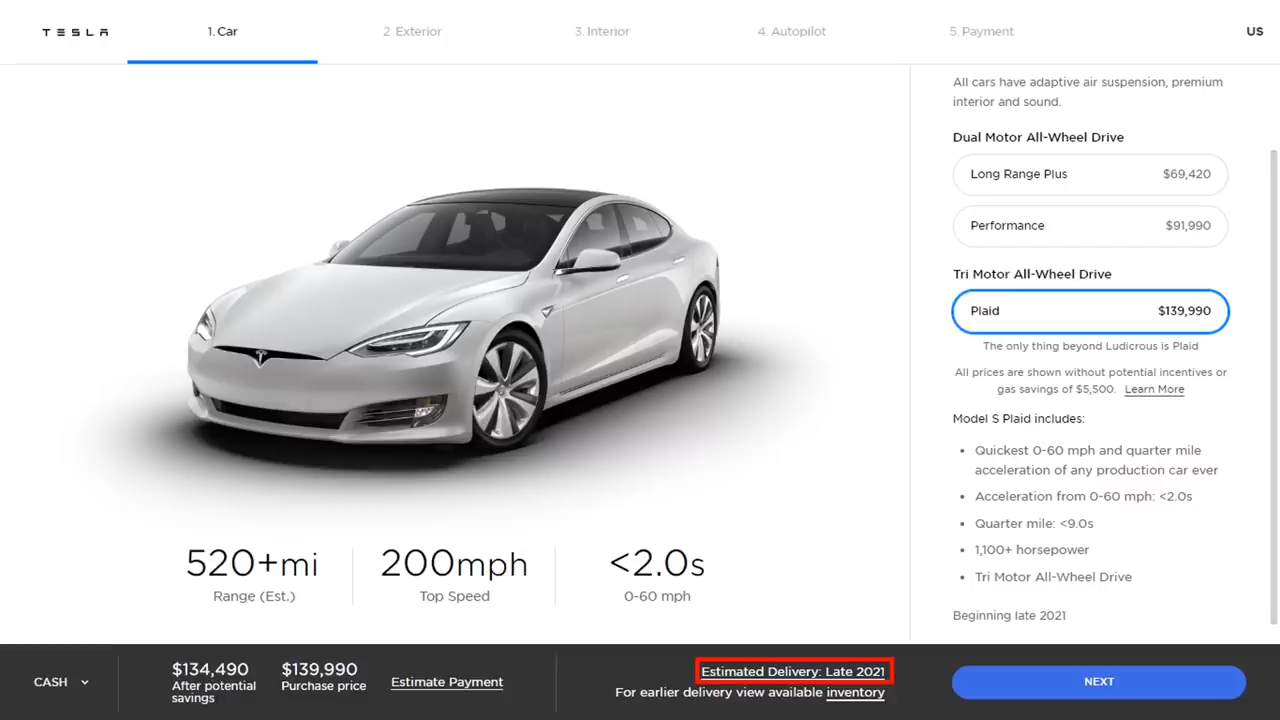 TESLA
1. Car
2. Exterior
3. Interior
4. Autopilot
5. Payment
US
All cars have adaptive air suspension, premium
interior and sound.
Dual Motor All-Wheel Drive
Long Range Plus $69,420
Performance $91,990
Tri Motor All-Wheel Drive
Plaid $139,990
The only thing beyond Ludicrous is Plaid
All prices are shown without potential incentives or
gas savings of $5,500. Learn More
Model S Plaid includes:
• Quickest 0-60 mph and quarter mile
acceleration of any production car ever
• Acceleration from 0-60 mph: <2.0s
• Quarter mile: <9.0s
• 1,100+ horsepower
• Tri Motor All-Wheel Drive
Beginning late 2021
520+mi
Range (Est.)
200mph
Top Speed
<2.0s
0-60 mph
CASH
$134,490
After potential
savings
$139,990
Purchase price
Estimate Payment
Estimated Delivery: Late 2021
For earlier delivery view available inventory
NEXT